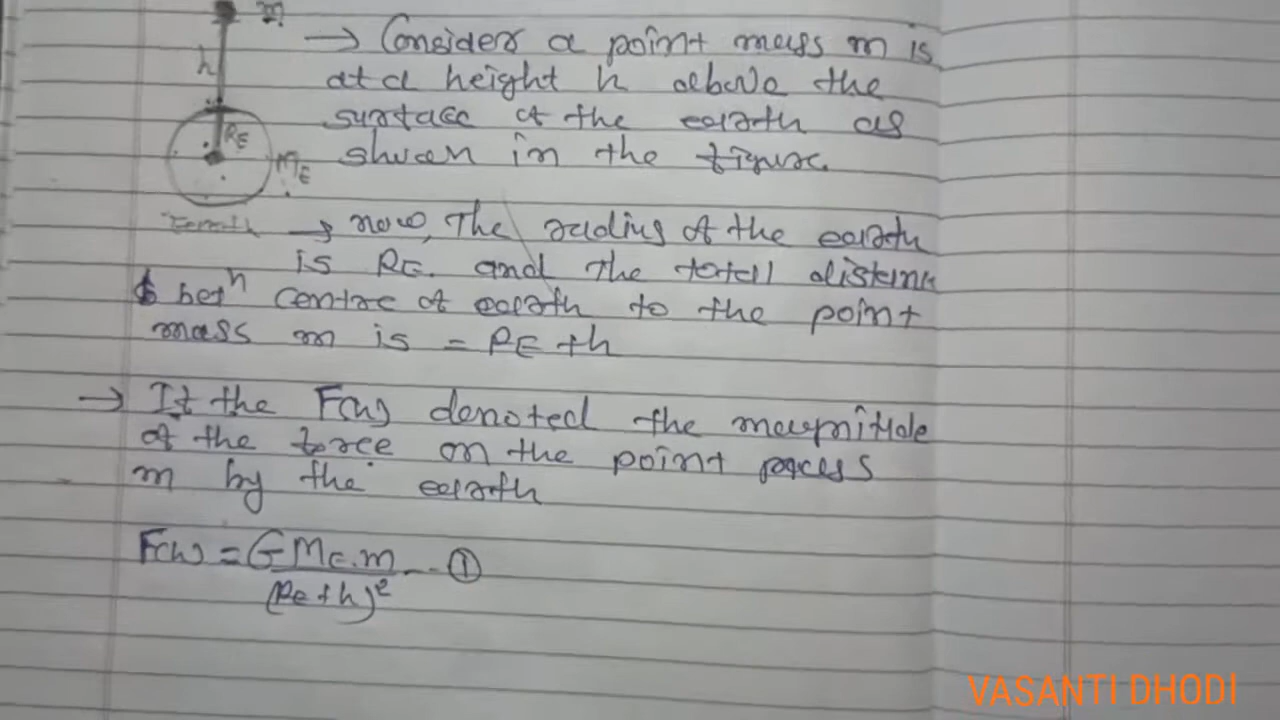 m
→ Consider a point mass m is
h
at a height h above the
surface of the earth as
RE
shwen in the figure.
ME
Earth
→ now, The radius of the earth
is RE. and The total distenc
betn centre of earth to the point
mass m is = RE + h
→ If the F(h) denoted the magnitude
of the force on the point mass
m by the earth
F(h) = G ME.m / (Re + h)² -- ①
VASANTI DHODI